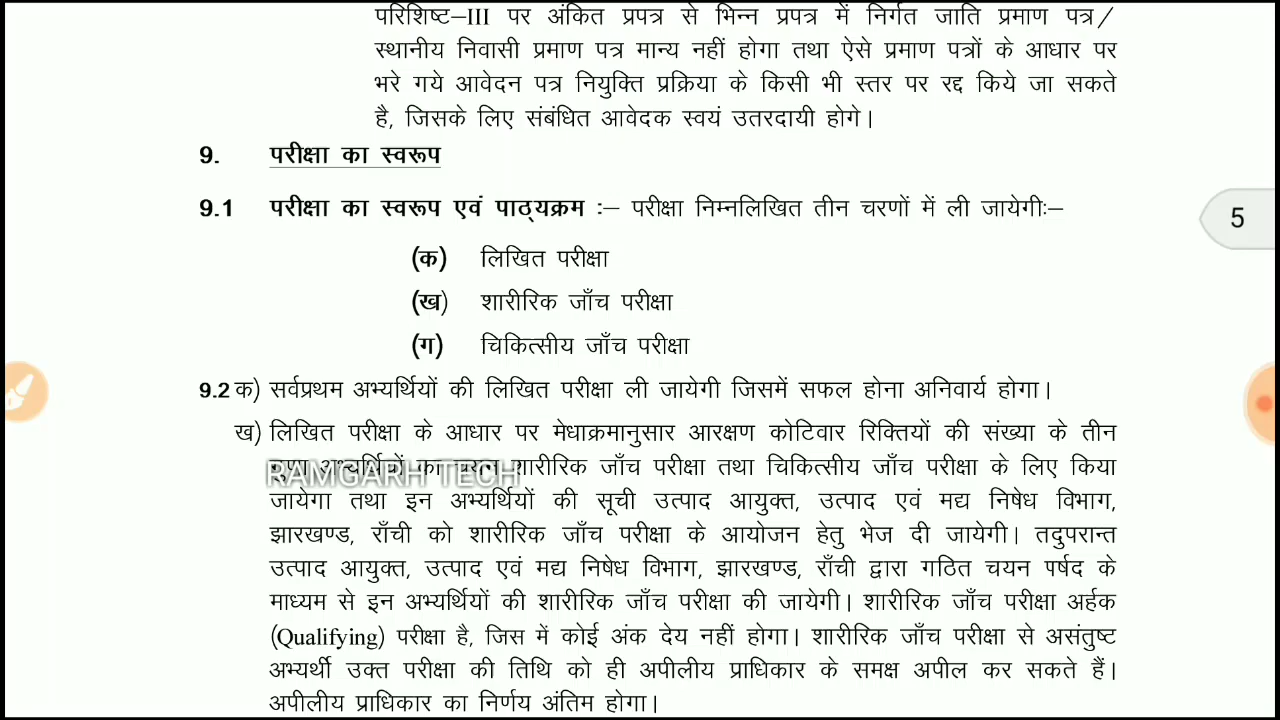 परिशिष्ट–III पर अंकित प्रपत्र से भिन्न प्रपत्र में निर्गत जाति प्रमाण पत्र/
स्थानीय निवासी प्रमाण पत्र मान्य नहीं होगा तथा ऐसे प्रमाण पत्रों के आधार पर
भरे गये आवेदन पत्र नियुक्ति प्रक्रिया के किसी भी स्तर पर रद्द किये जा सकते
है, जिसके लिए संबंधित आवेदक स्वयं उतरदायी होगे।
9. परीक्षा का स्वरूप
9.1 परीक्षा का स्वरूप एवं पाठ्यक्रम :– परीक्षा निम्नलिखित तीन चरणों में ली जायेगीः–
5
(क) लिखित परीक्षा
(ख) शारीरिक जाँच परीक्षा
(ग) चिकित्सीय जाँच परीक्षा
9.2 क) सर्वप्रथम अभ्यर्थियों की लिखित परीक्षा ली जायेगी जिसमें सफल होना अनिवार्य होगा।
ख) लिखित परीक्षा के आधार पर मेधाक्रमानुसार आरक्षण कोटिवार रिक्तियों की संख्या के तीन
गुणा अभ्यर्थियों का चयन शारीरिक जाँच परीक्षा तथा चिकित्सीय जाँच परीक्षा के लिए किया
RAMGARH TECH
जायेगा तथा इन अभ्यर्थियों की सूची उत्पाद आयुक्त, उत्पाद एवं मद्य निषेध विभाग,
झारखण्ड, राँची को शारीरिक जाँच परीक्षा के आयोजन हेतु भेज दी जायेगी। तदुपरान्त
उत्पाद आयुक्त, उत्पाद एवं मद्य निषेध विभाग, झारखण्ड, राँची द्वारा गठित चयन पर्षद के
माध्यम से इन अभ्यर्थियों की शारीरिक जाँच परीक्षा की जायेगी। शारीरिक जाँच परीक्षा अर्हक
(Qualifying) परीक्षा है, जिस में कोई अंक देय नहीं होगा। शारीरिक जाँच परीक्षा से असंतुष्ट
अभ्यर्थी उक्त परीक्षा की तिथि को ही अपीलीय प्राधिकार के समक्ष अपील कर सकते हैं।
अपीलीय प्राधिकार का निर्णय अंतिम होगा।